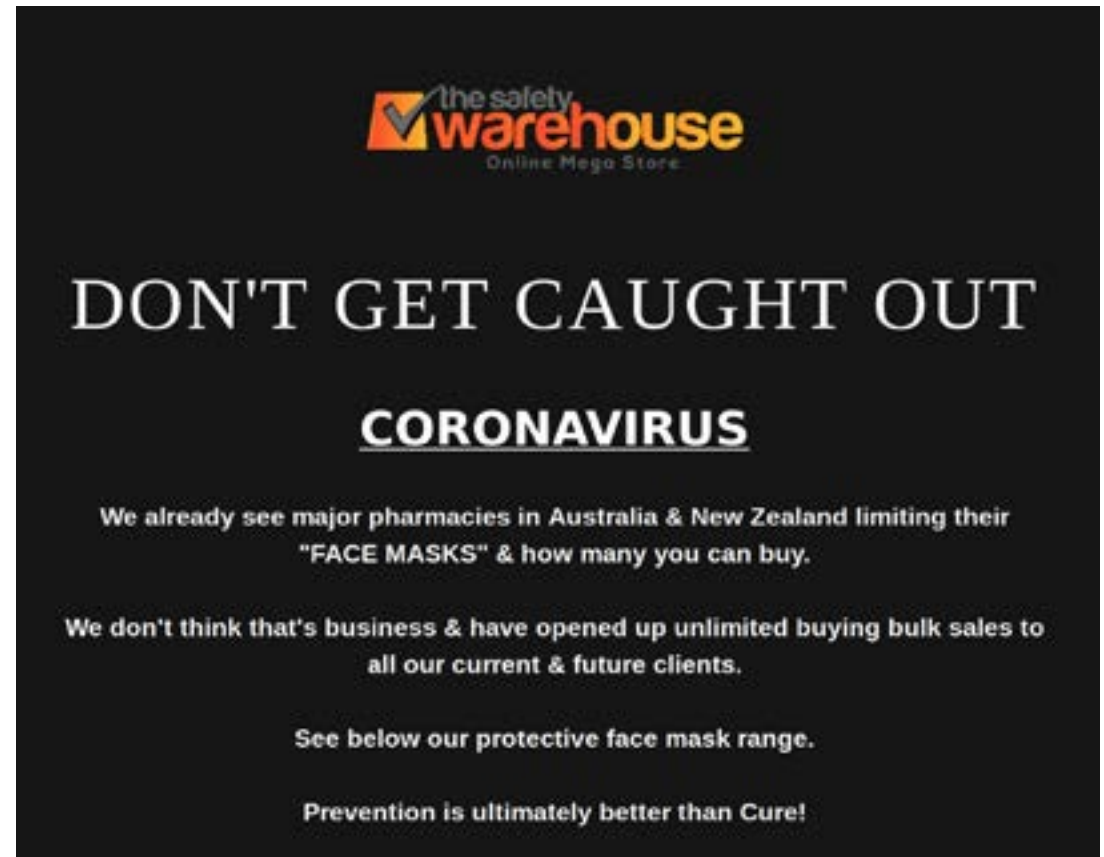 the safety
warehouse
Online Mega Store
DON'T GET CAUGHT OUT
CORONAVIRUS
We already see major pharmacies in Australia & New Zealand limiting their
"FACE MASKS" & how many you can buy.
We don't think that's business & have opened up unlimited buying bulk sales to
all our current & future clients.
See below our protective face mask range.
Prevention is ultimately better than Cure!